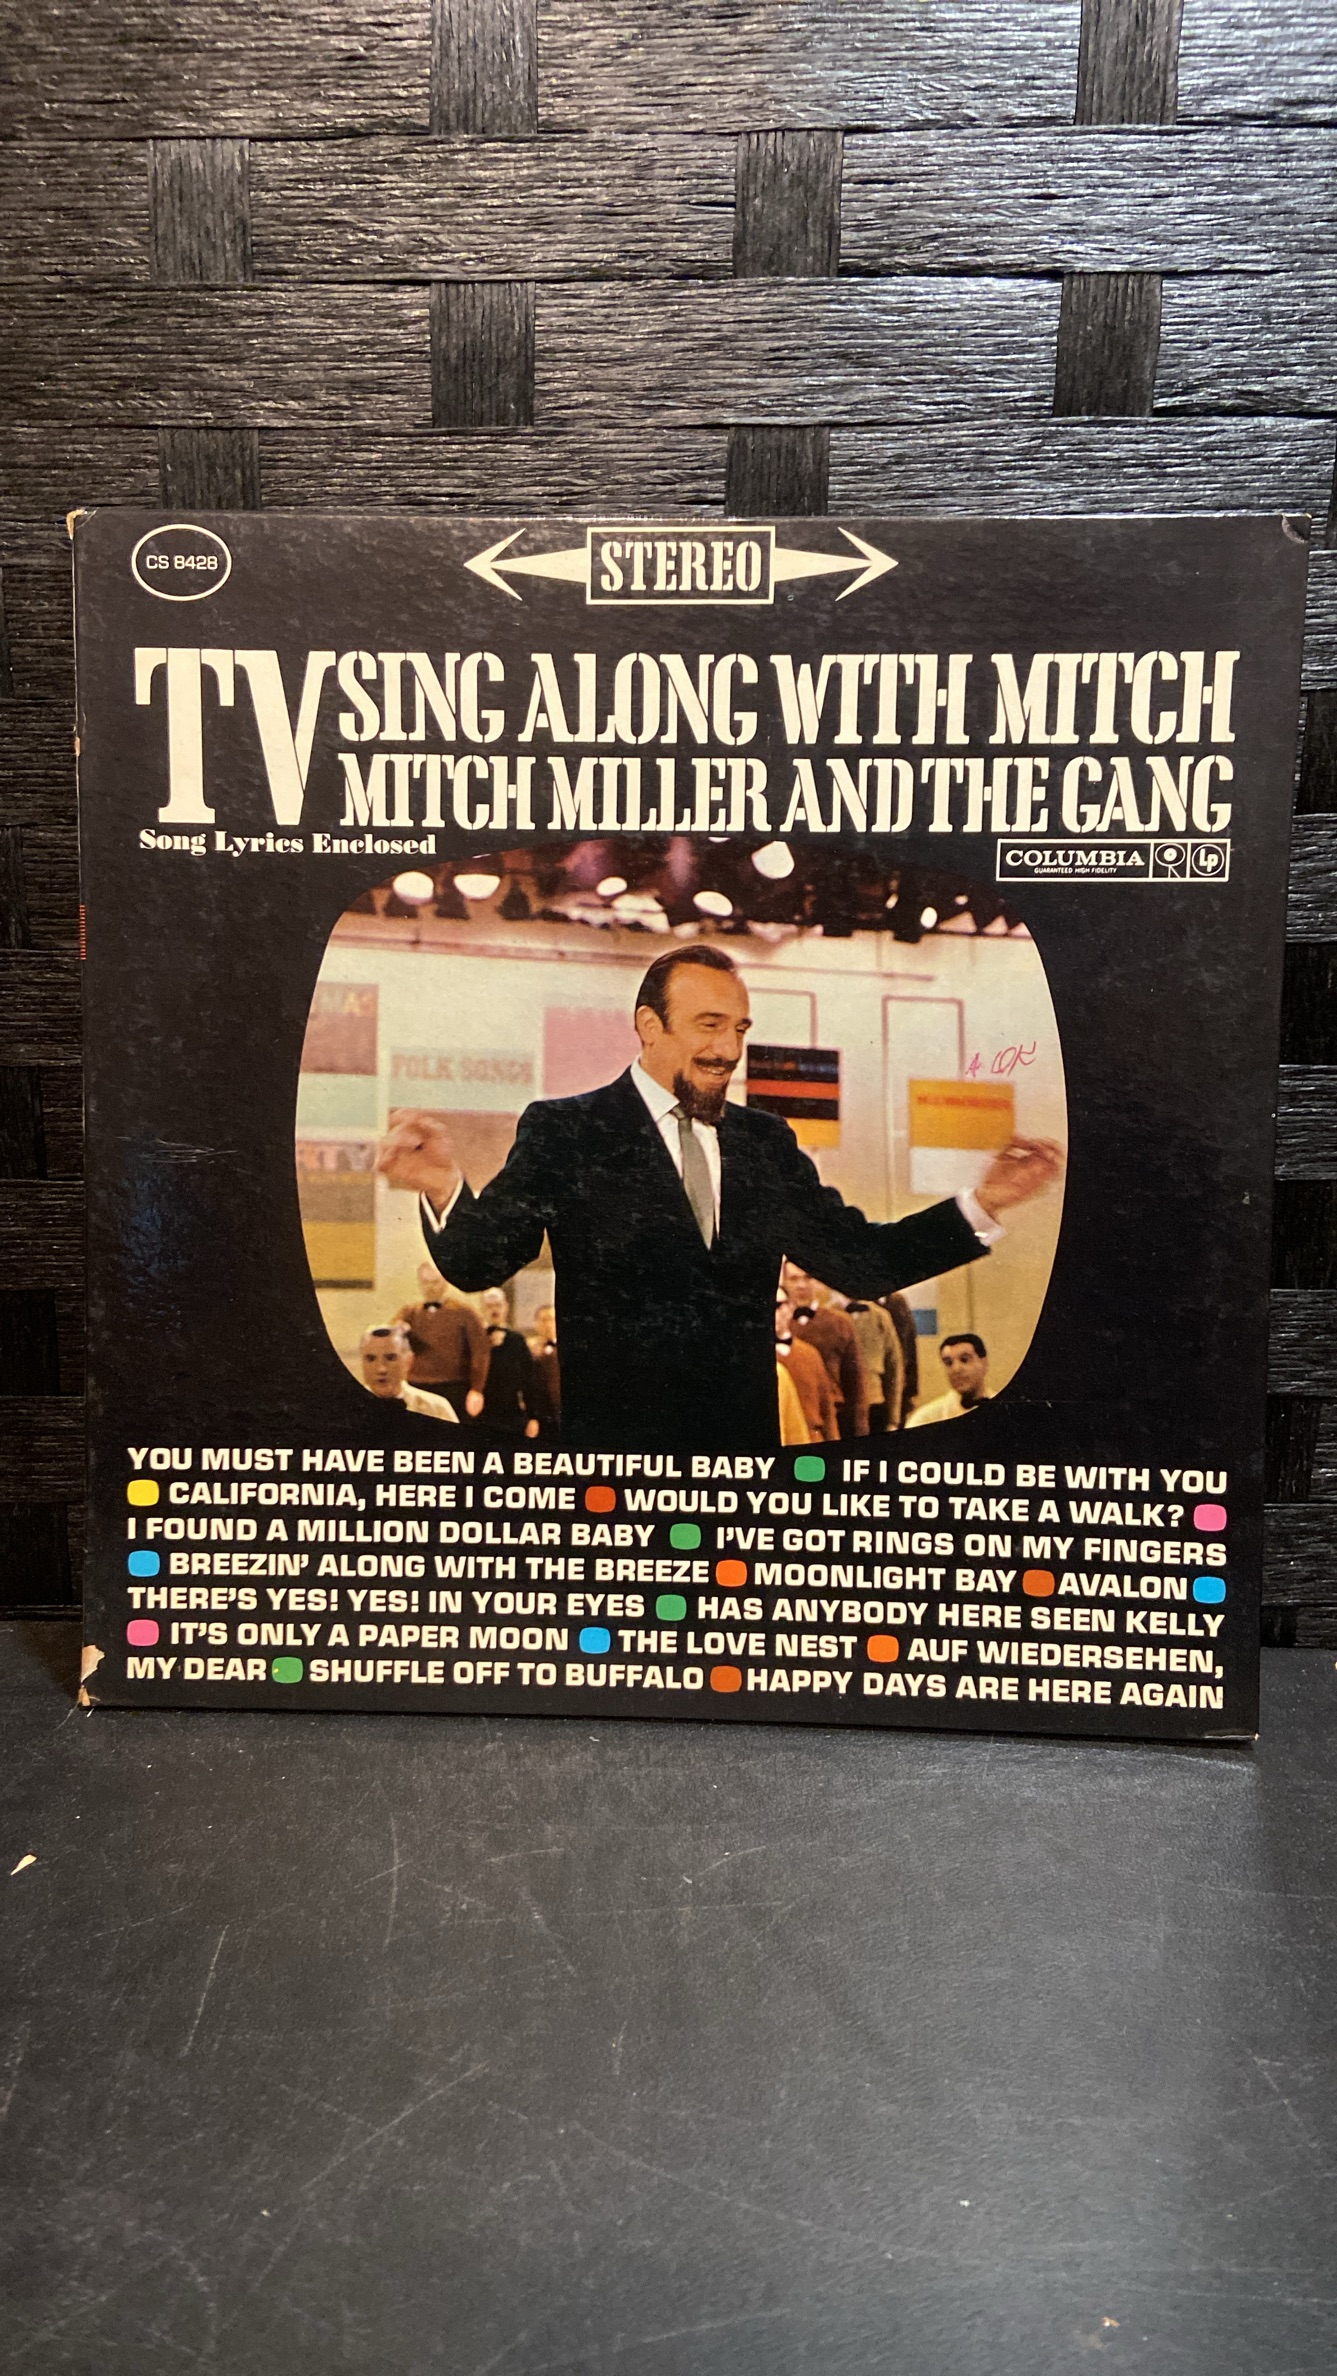 CS 8428
STEREO
TV SING ALONG WITH MITCH
MITCH MILLER AND THE GANG
Song Lyrics Enclosed
COLUMBIA
GUARANTEED HIGH FIDELITY
Lp
FOLK SONGS
A. OK
YOU MUST HAVE BEEN A BEAUTIFUL BABY IF I COULD BE WITH YOU
CALIFORNIA, HERE I COME WOULD YOU LIKE TO TAKE A WALK?
I FOUND A MILLION DOLLAR BABY I'VE GOT RINGS ON MY FINGERS
BREEZIN' ALONG WITH THE BREEZE MOONLIGHT BAY AVALON
THERE'S YES! YES! IN YOUR EYES HAS ANYBODY HERE SEEN KELLY
IT'S ONLY A PAPER MOON THE LOVE NEST AUF WIEDERSEHEN,
MY DEAR SHUFFLE OFF TO BUFFALO HAPPY DAYS ARE HERE AGAIN